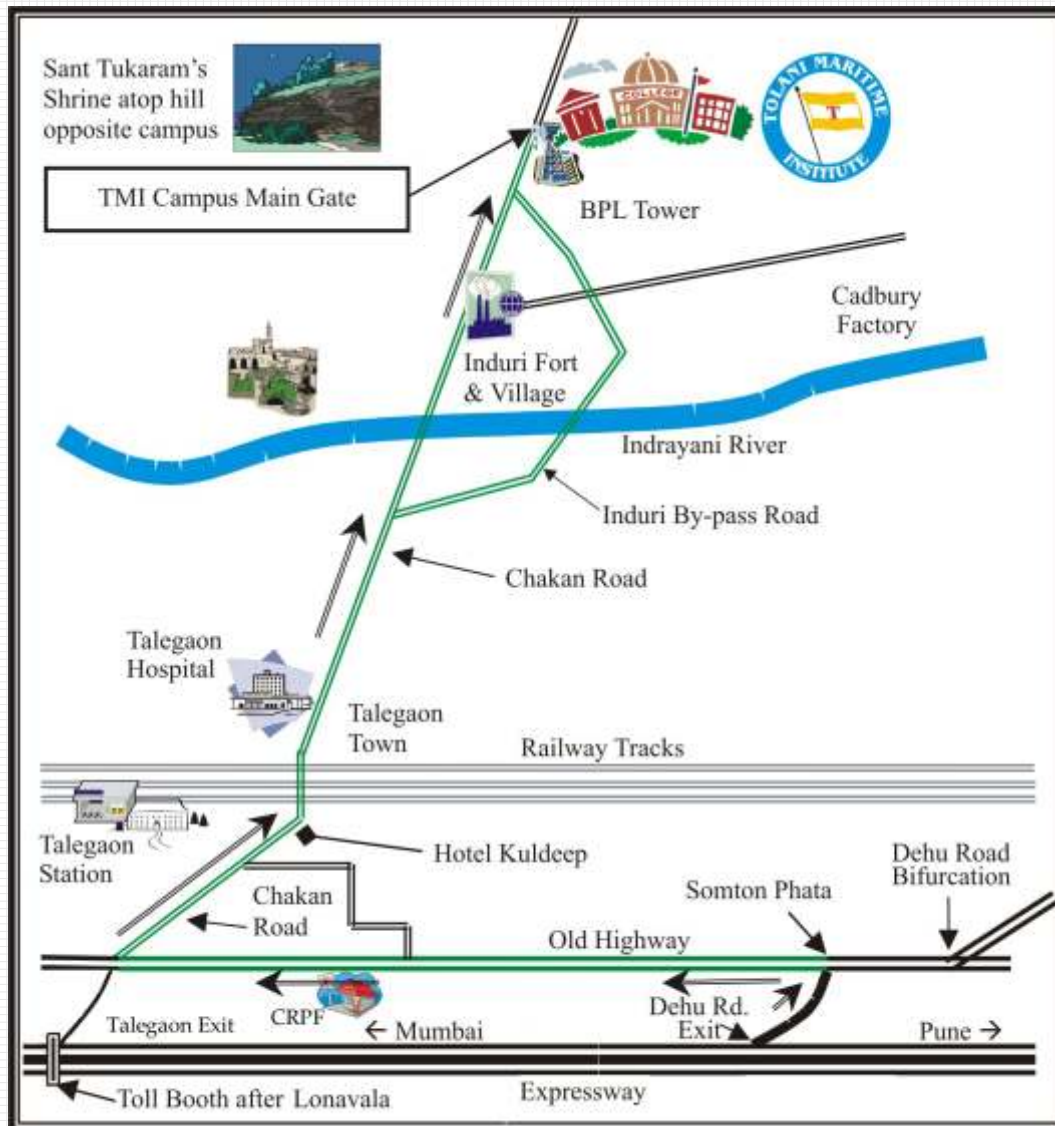 Sant Tukaram's
Shrine atop hill
opposite campus
COLLEGE
TOLANI MARITIME
INSTITUTE
T
TMI Campus Main Gate
BPL Tower
Cadbury
Factory
Induri Fort
& Village
Indrayani River
Induri By-pass Road
Chakan Road
Talegaon
Hospital
Talegaon
Town
Railway Tracks
Talegaon
Station
Hotel Kuldeep
Dehu Road
Bifurcation
Somton Phata
Chakan
Road
Old Highway
CRPF
Dehu Rd.
Exit
Talegaon Exit
← Mumbai
Pune →
Expressway
Toll Booth after Lonavala